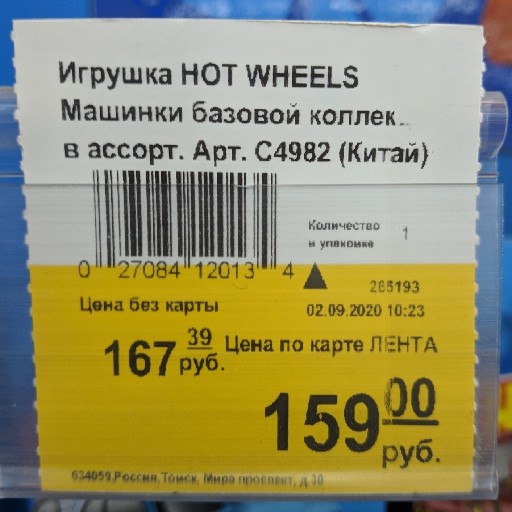 Игрушка HOT WHEELS
Машинки базовой коллек..
в ассорт. Арт. C4982 (Китай)
Количество
в упаковке 1
0 27084 12013 4
265193
Цена без карты 02.09.2020 10:23
167 39 руб. Цена по карте ЛЕНТА
159 00 руб.
634059,Россия,Томск, Мира проспект, д.30